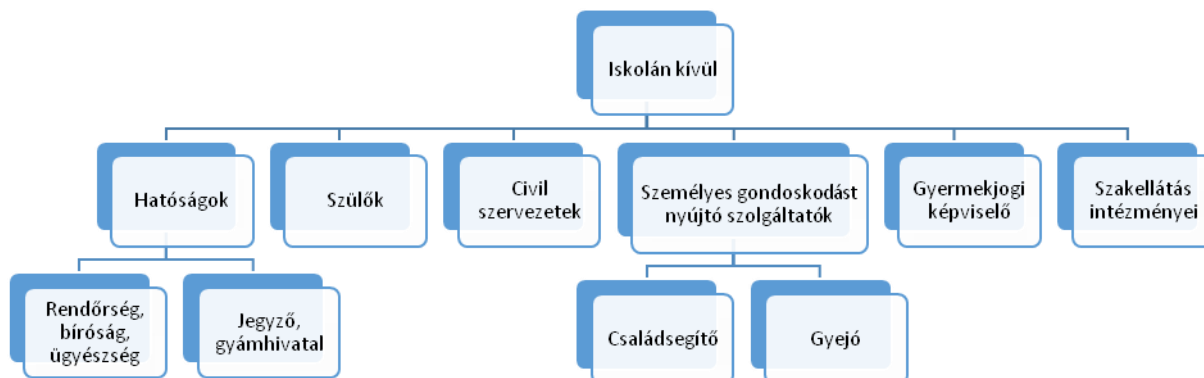 Iskolán kívül
Hatóságok
Szülők
Civil
szervezetek
Személyes gondoskodást
nyújtó szolgáltatók
Gyermekjogi
képviselő
Szakellátás
intézményei
Rendőrség,
bíróság,
ügyészség
Jegyző,
gyámhivatal
Családsegítő
Gyejó